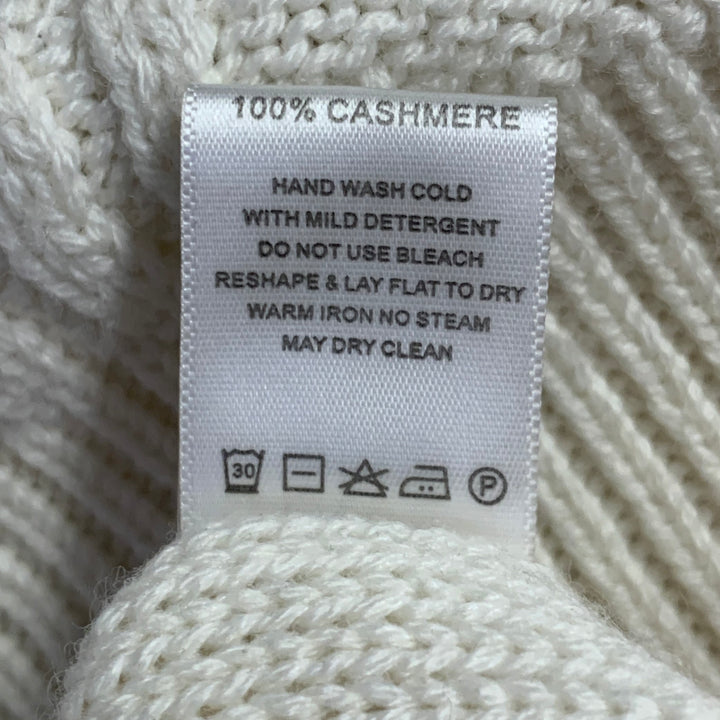 100% CASHMERE
HAND WASH COLD
WITH MILD DETERGENT
DO NOT USE BLEACH
RESHAPE & LAY FLAT TO DRY
WARM IRON NO STEAM
MAY DRY CLEAN
30 P